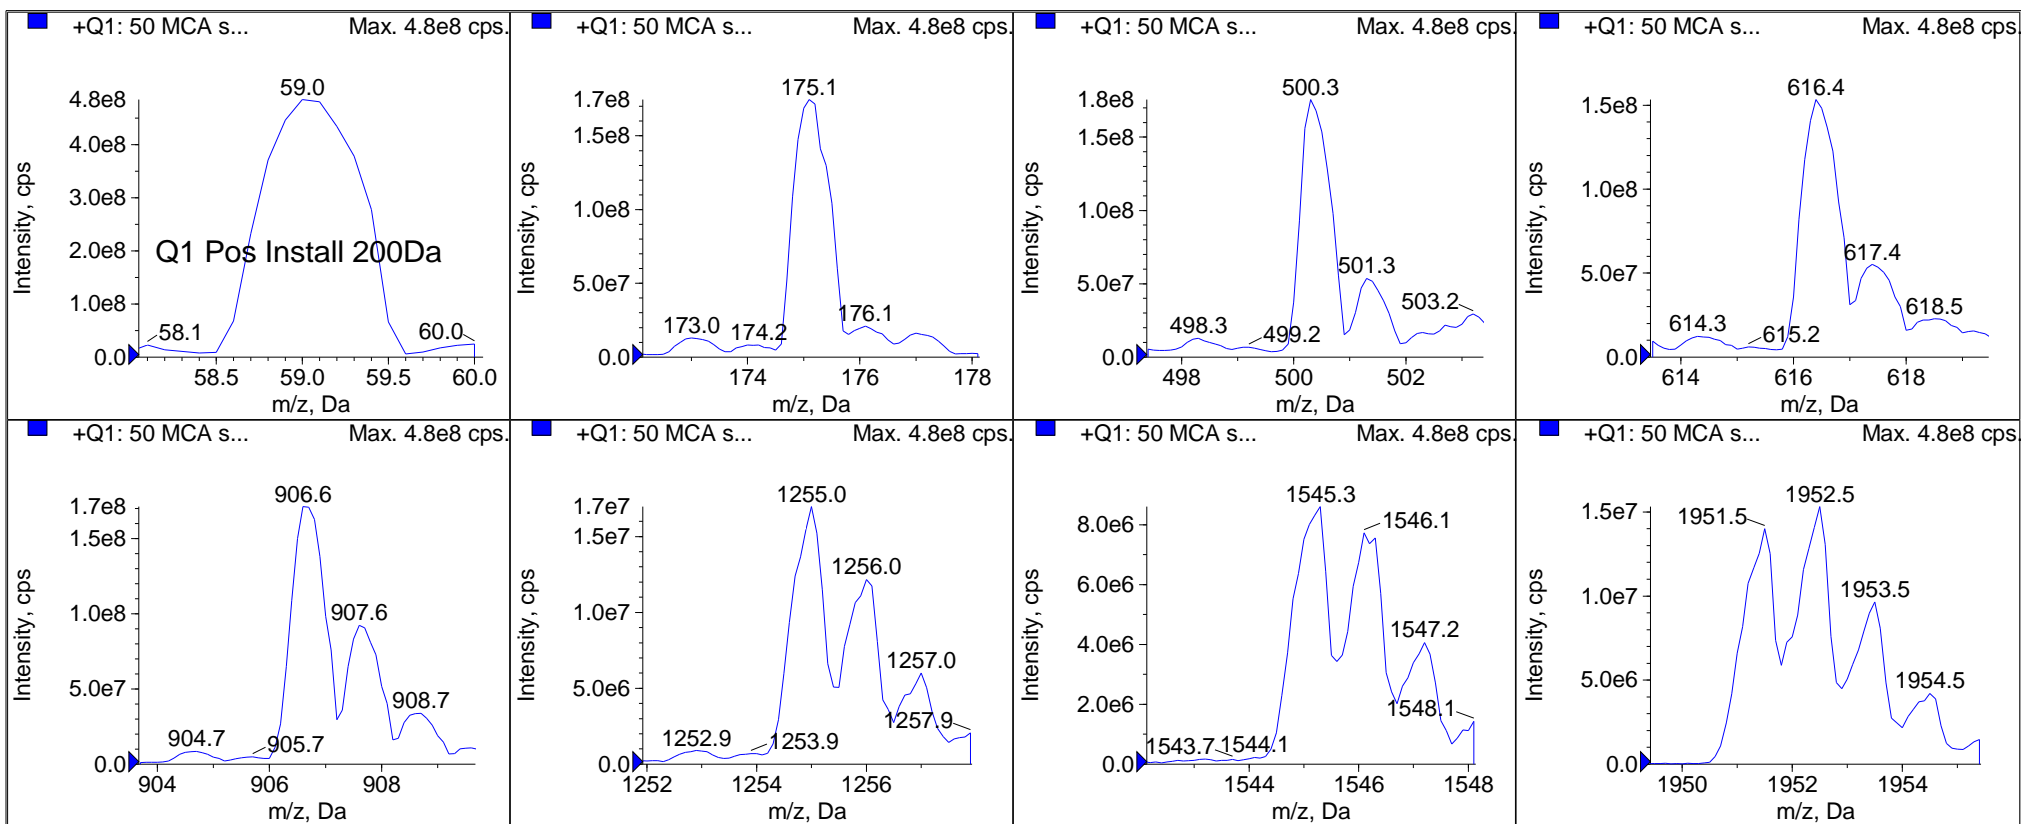 +Q1: 50 MCA s... Max. 4.8e8 cps.
59.0
4.8e8
4.0e8
3.0e8
2.0e8
1.0e8
0.0
Intensity, cps
Q1 Pos Install 200Da
58.1
60.0
58.5 59.0 59.5 60.0
m/z, Da
+Q1: 50 MCA s... Max. 4.8e8 cps.
175.1
1.7e8
1.5e8
1.0e8
5.0e7
0.0
Intensity, cps
173.0
174.2
176.1
174 176 178
m/z, Da
+Q1: 50 MCA s... Max. 4.8e8 cps.
500.3
1.8e8
1.5e8
1.0e8
5.0e7
0.0
Intensity, cps
501.3
503.2
498.3
499.2
498 500 502
m/z, Da
+Q1: 50 MCA s... Max. 4.8e8 cps.
616.4
1.5e8
1.0e8
5.0e7
0.0
Intensity, cps
617.4
618.5
614.3
615.2
614 616 618
m/z, Da
+Q1: 50 MCA s... Max. 4.8e8 cps.
906.6
1.7e8
1.5e8
1.0e8
5.0e7
0.0
Intensity, cps
907.6
908.7
904.7
905.7
904 906 908
m/z, Da
+Q1: 50 MCA s... Max. 4.8e8 cps.
1255.0
1.7e7
1.5e7
1.0e7
5.0e6
0.0
Intensity, cps
1256.0
1257.0
1257.9
1252.9
1253.9
1252 1254 1256
m/z, Da
+Q1: 50 MCA s... Max. 4.8e8 cps.
1545.3
1546.1
8.0e6
6.0e6
4.0e6
2.0e6
0.0
Intensity, cps
1547.2
1548.1
1543.7
1544.1
1544 1546 1548
m/z, Da
+Q1: 50 MCA s... Max. 4.8e8 cps.
1952.5
1951.5
1.5e7
1.0e7
5.0e6
0.0
Intensity, cps
1953.5
1954.5
1950 1952 1954
m/z, Da